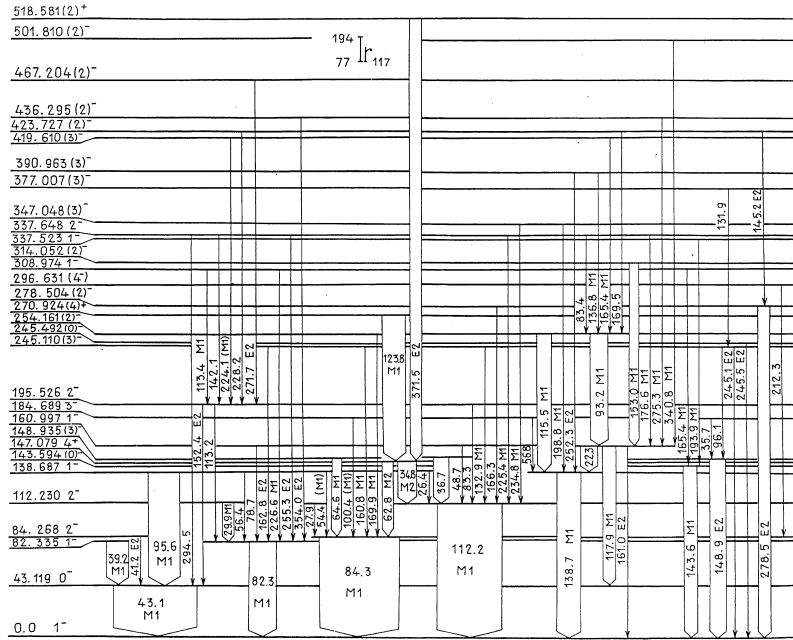 518.581(2)⁺
501.810(2)⁻
194
77 Ir 117
467.204(2)⁻
436.295(2)⁻
423.727(2)⁻
419.610(3)⁻
390.963(3)⁻
377.007(3)⁻
347.048(3)⁻
337.648 2⁻
337.523 1⁻
314.052(2)⁻
308.974 1⁻
296.631(4⁻)
278.504(2)⁻
270.924(4)⁺
254.161(2)⁻
245.492(0)⁻
245.110(3)⁻
195.526 2⁻
184.689 3⁻
160.997 1⁻
148.935(3)⁻
147.079 4⁺
143.594(0)⁻
138.687 1⁻
112.230 2⁻
84.268 2⁻
82.335 1⁻
43.119 0⁻
0.0 1⁻
131.9
145.2 E2
83.4
136.8 M1
165.4 M1
169.5
113.4 M1
142.1
224.1 (M1)
228.2
271.7 E2
123.8
M1
371.5 E2
115.5 M1
198.8 M1
252.3 E2
93.2 M1
153.0 M1
176.6 M1
275.3 M1
340.8 M1
165.4 M1
193.9 M1
35.7
96.1
245.1 E2
245.5 E2
212.3
152.4 E2
113.2
29.9 M1
56.4
78.7
162.8 E2
226.6 M1
255.3 E2
354.0 E2
27.9
54.4 (M1)
64.6 M1
100.4 (M1)
160.8 M1
169.9 M1
62.8 M2
34.8
M2
26.4
36.7
48.7
83.3
132.9 M1
166.3
225.4 M1
234.8 M1
56.8
22.3
39.2
M1
41.2 E2
95.6
M1
294.5
43.1
M1
82.3
M1
84.3
M1
112.2
M1
138.7 M1
117.9 M1
161.0 E2
143.6 M1
148.9 E2
278.5 E2